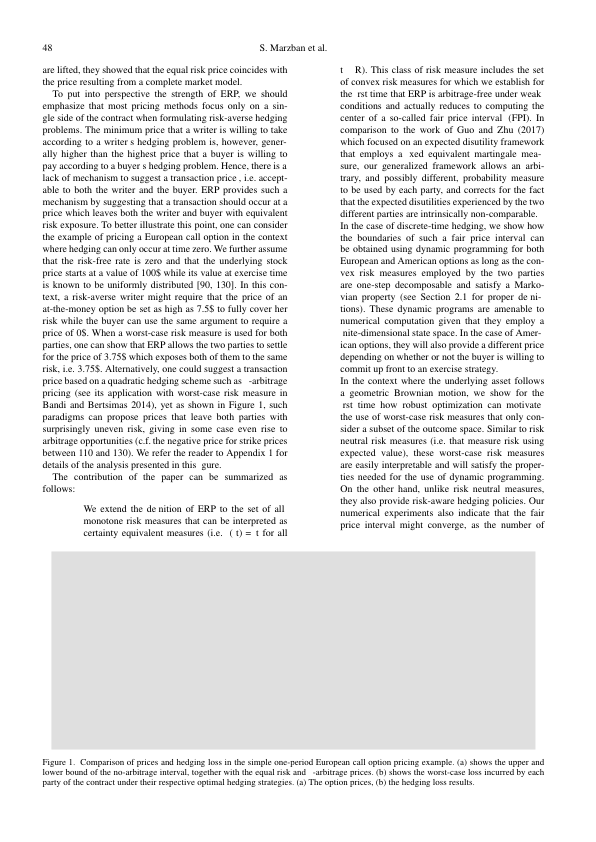 48
S. Marzban et al.
are lifted, they showed that the equal risk price coincides with
the price resulting from a complete market model.
To put into perspective the strength of ERP, we should
emphasize that most pricing methods focus only on a sin-
gle side of the contract when formulating risk-averse hedging
problems. The minimum price that a writer is willing to take
according to a writer s hedging problem is, however, gener-
ally higher than the highest price that a buyer is willing to
pay according to a buyer s hedging problem. Hence, there is a
lack of mechanism to suggest a transaction price , i.e. accept-
able to both the writer and the buyer. ERP provides such a
mechanism by suggesting that a transaction should occur at a
price which leaves both the writer and buyer with equivalent
risk exposure. To better illustrate this point, one can consider
the example of pricing a European call option in the context
where hedging can only occur at time zero. We further assume
that the risk-free rate is zero and that the underlying stock
price starts at a value of 100$ while its value at exercise time
is known to be uniformly distributed [90, 130]. In this con-
text, a risk-averse writer might require that the price of an
at-the-money option be set as high as 7.5$ to fully cover her
risk while the buyer can use the same argument to require a
price of 0$. When a worst-case risk measure is used for both
parties, one can show that ERP allows the two parties to settle
for the price of 3.75$ which exposes both of them to the same
risk, i.e. 3.75$. Alternatively, one could suggest a transaction
price based on a quadratic hedging scheme such as -arbitrage
pricing (see its application with worst-case risk measure in
Bandi and Bertsimas 2014), yet as shown in Figure 1, such
paradigms can propose prices that leave both parties with
surprisingly uneven risk, giving in some case even rise to
arbitrage opportunities (c.f. the negative price for strike prices
between 110 and 130). We refer the reader to Appendix 1 for
details of the analysis presented in this gure.
The contribution of the paper can be summarized as
follows:
We extend the de nition of ERP to the set of all
monotone risk measures that can be interpreted as
certainty equivalent measures (i.e. ( t) = t for all
t R). This class of risk measure includes the set
of convex risk measures for which we establish for
the rst time that ERP is arbitrage-free under weak
conditions and actually reduces to computing the
center of a so-called fair price interval (FPI). In
comparison to the work of Guo and Zhu (2017)
which focused on an expected disutility framework
that employs a xed equivalent martingale mea-
sure, our generalized framework allows an arbi-
trary, and possibly different, probability measure
to be used by each party, and corrects for the fact
that the expected disutilities experienced by the two
different parties are intrinsically non-comparable.
In the case of discrete-time hedging, we show how
the boundaries of such a fair price interval can
be obtained using dynamic programming for both
European and American options as long as the con-
vex risk measures employed by the two parties
are one-step decomposable and satisfy a Marko-
vian property (see Section 2.1 for proper de ni-
tions). These dynamic programs are amenable to
numerical computation given that they employ a
nite-dimensional state space. In the case of Amer-
ican options, they will also provide a different price
depending on whether or not the buyer is willing to
commit up front to an exercise strategy.
In the context where the underlying asset follows
a geometric Brownian motion, we show for the
rst time how robust optimization can motivate
the use of worst-case risk measures that only con-
sider a subset of the outcome space. Similar to risk
neutral risk measures (i.e. that measure risk using
expected value), these worst-case risk measures
are easily interpretable and will satisfy the proper-
ties needed for the use of dynamic programming.
On the other hand, unlike risk neutral measures,
they also provide risk-aware hedging policies. Our
numerical experiments also indicate that the fair
price interval might converge, as the number of
Figure 1. Comparison of prices and hedging loss in the simple one-period European call option pricing example. (a) shows the upper and
lower bound of the no-arbitrage interval, together with the equal risk and -arbitrage prices. (b) shows the worst-case loss incurred by each
party of the contract under their respective optimal hedging strategies. (a) The option prices, (b) the hedging loss results.